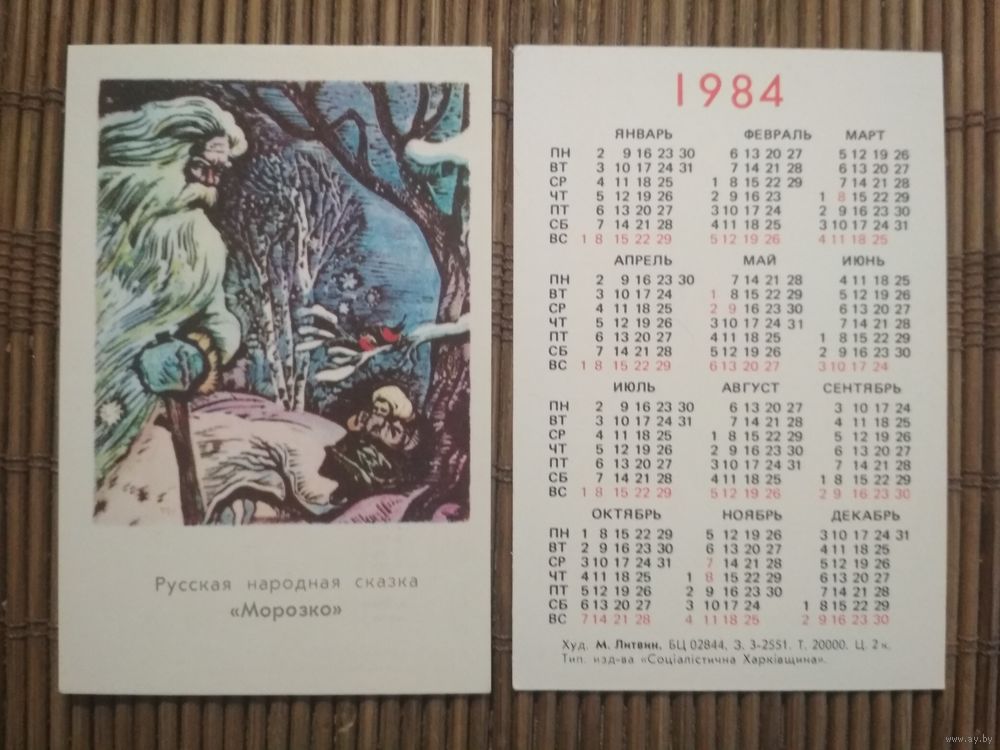 Русская народная сказка
«Морозко»
1984
ЯНВАРЬ ФЕВРАЛЬ МАРТ
ПН 2 9 16 23 30 6 13 20 27 5 12 19 26
ВТ 3 10 17 24 31 7 14 21 28 6 13 20 27
СР 4 11 18 25 1 8 15 22 29 7 14 21 28
ЧТ 5 12 19 26 2 9 16 23 1 8 15 22 29
ПТ 6 13 20 27 3 10 17 24 2 9 16 23 30
СБ 7 14 21 28 4 11 18 25 3 10 17 24 31
ВС 1 8 15 22 29 5 12 19 26 4 11 18 25
АПРЕЛЬ МАЙ ИЮНЬ
ПН 2 9 16 23 30 7 14 21 28 4 11 18 25
ВТ 3 10 17 24 1 8 15 22 29 5 12 19 26
СР 4 11 18 25 2 9 16 23 30 6 13 20 27
ЧТ 5 12 19 26 3 10 17 24 31 7 14 21 28
ПТ 6 13 20 27 4 11 18 25 1 8 15 22 29
СБ 7 14 21 28 5 12 19 26 2 9 16 23 30
ВС 1 8 15 22 29 6 13 20 27 3 10 17 24
ИЮЛЬ АВГУСТ СЕНТЯБРЬ
ПН 2 9 16 23 30 6 13 20 27 3 10 17 24
ВТ 3 10 17 24 31 7 14 21 28 4 11 18 25
СР 4 11 18 25 1 8 15 22 29 5 12 19 26
ЧТ 5 12 19 26 2 9 16 23 30 6 13 20 27
ПТ 6 13 20 27 3 10 17 24 31 7 14 21 28
СБ 7 14 21 28 4 11 18 25 1 8 15 22 29
ВС 1 8 15 22 29 5 12 19 26 2 9 16 23 30
ОКТЯБРЬ НОЯБРЬ ДЕКАБРЬ
ПН 1 8 15 22 29 5 12 19 26 3 10 17 24 31
ВТ 2 9 16 23 30 6 13 20 27 4 11 18 25
СР 3 10 17 24 31 7 14 21 28 5 12 19 26
ЧТ 4 11 18 25 1 8 15 22 29 6 13 20 27
ПТ 5 12 19 26 2 9 16 23 30 7 14 21 28
СБ 6 13 20 27 3 10 17 24 1 8 15 22 29
ВС 7 14 21 28 4 11 18 25 2 9 16 23 30
Худ. М. Литвин. БЦ 02844. З. 3-2551. Т. 20000. Ц. 2 к.
Тип. изд-ва «Соціалістична Харківщина».
www.ay.by